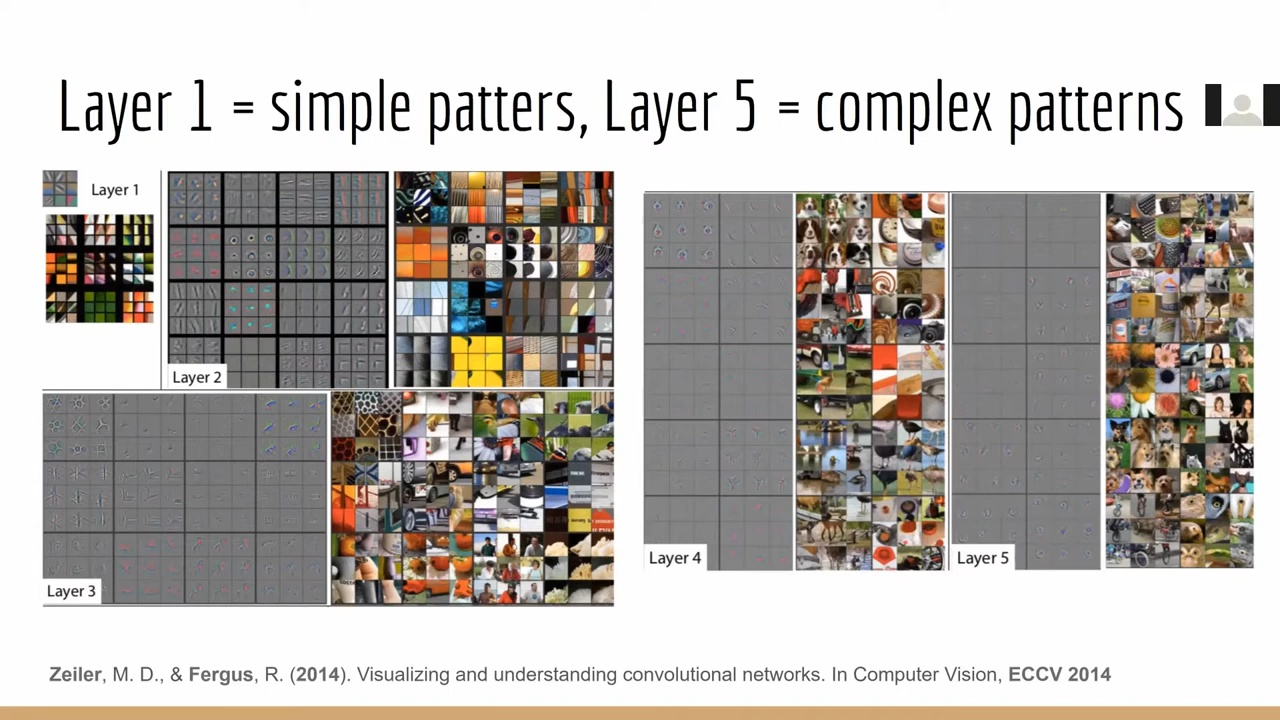 Layer 1 = simple patters, Layer 5 = complex patterns
Layer 1
Layer 2
Layer 3
Layer 4
Layer 5
Zeiler, M. D., & Fergus, R. (2014). Visualizing and understanding convolutional networks. In Computer Vision, ECCV 2014